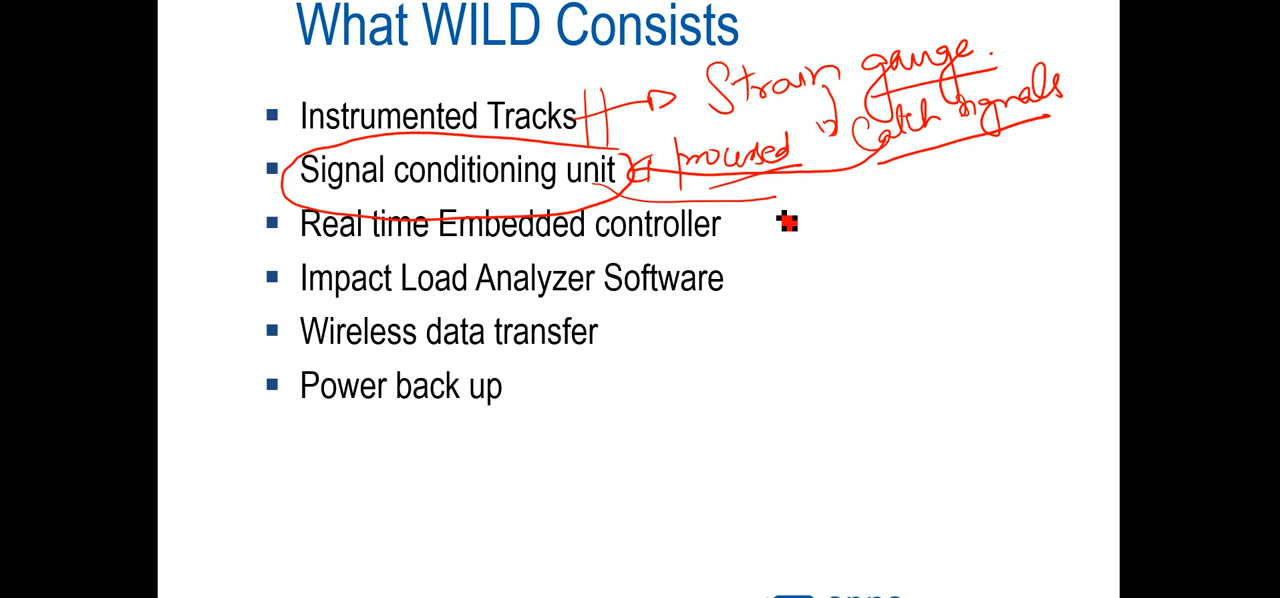 What WILD Consists
Instrumented Tracks
Strain gauge.
Catch signals
Signal conditioning unit
Real time Embedded controller
Impact Load Analyzer Software
Wireless data transfer
Power back up